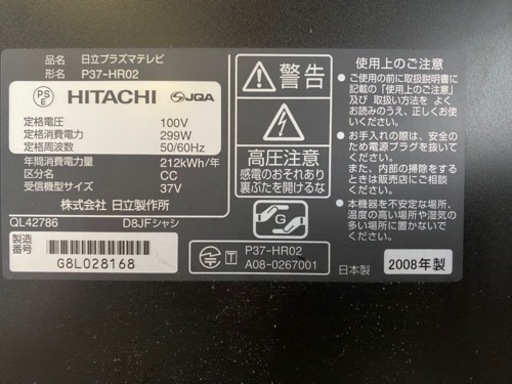 品名 日立プラズマテレビ
形名 P37-HR02
PS
E
HITACHI
JQA
定格電圧 100V
定格消費電力 299W
定格周波数 50/60Hz
年間消費電力量 212kWh/年
区分名 CC
受信機型サイズ 37V
株式会社 日立製作所
QL42786 D8JFシャシ
製造
番号
G8L028168
警告
高圧注意
感電のおそれあり
裏ぶたを開けるな
G
T
P37-HR02
A08-0267001
使用上のご注意
●ご使用の前に取扱説明書に
記載の「使用上のご注意」
及び 取扱い方法を よく
お読みのうえ、正しくご使
用ください。
●お手入れの際は、安全の
ため電源プラグを抜いてく
ださい。
また、内部の掃除をする
ときは販売店にご相談くだ
さい。
●本機器を不安定な場所、
温度の高い場所や湿気の
多い場所に置かないで
ください。
日本製
2008年製